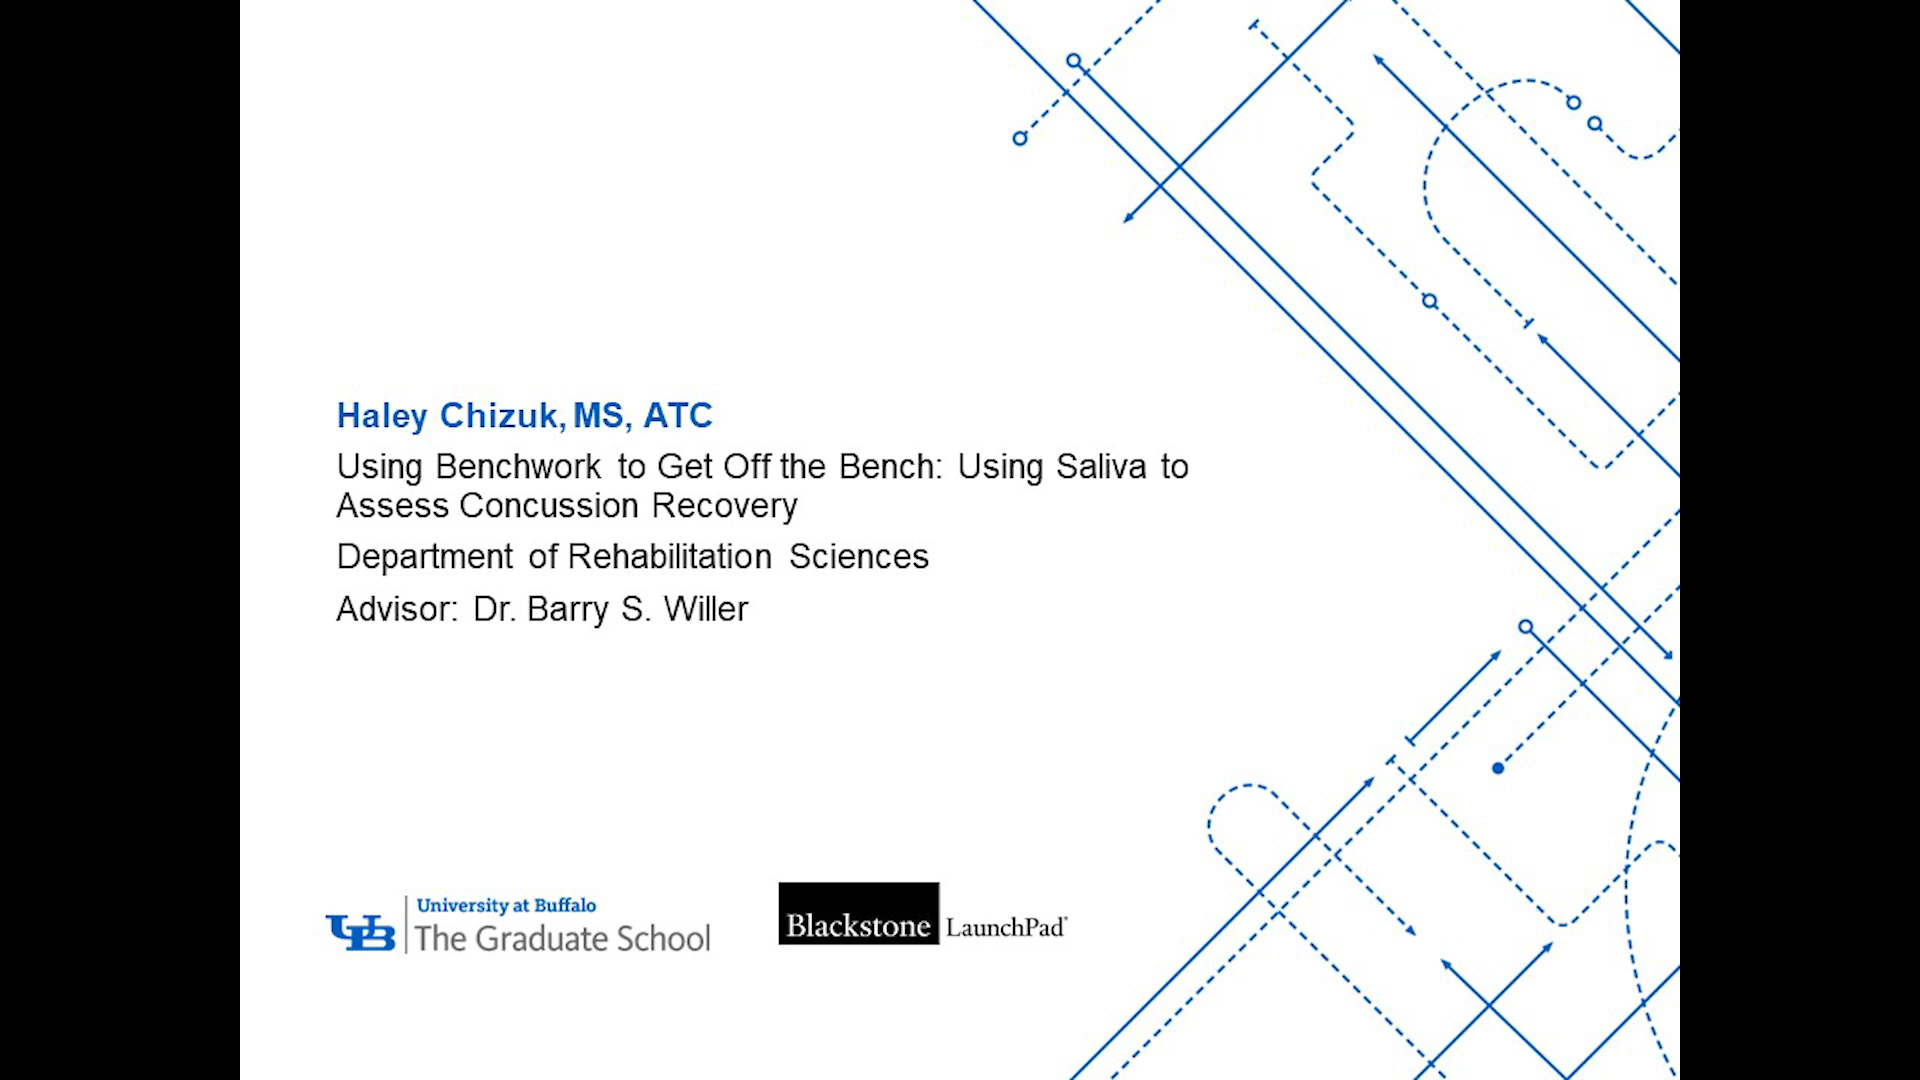 Haley Chizuk, MS, ATC
Using Benchwork to Get Off the Bench: Using Saliva to
Assess Concussion Recovery
Department of Rehabilitation Sciences
Advisor: Dr. Barry S. Willer
UB
University at Buffalo
The Graduate School
Blackstone LaunchPad